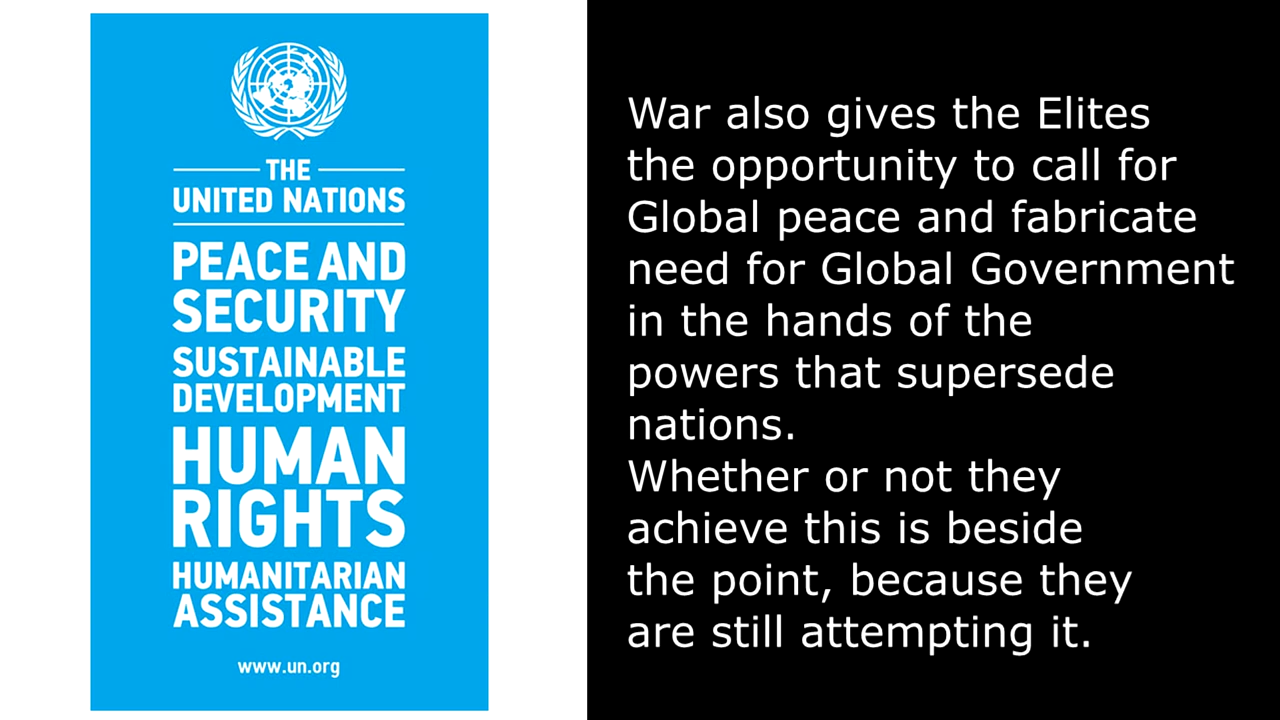 THE
UNITED NATIONS
PEACE AND
SECURITY
SUSTAINABLE
DEVELOPMENT
HUMAN
RIGHTS
HUMANITARIAN
ASSISTANCE
www.un.org
War also gives the Elites
the opportunity to call for
Global peace and fabricate
need for Global Government
in the hands of the
powers that supersede
nations.
Whether or not they
achieve this is beside
the point, because they
are still attempting it.